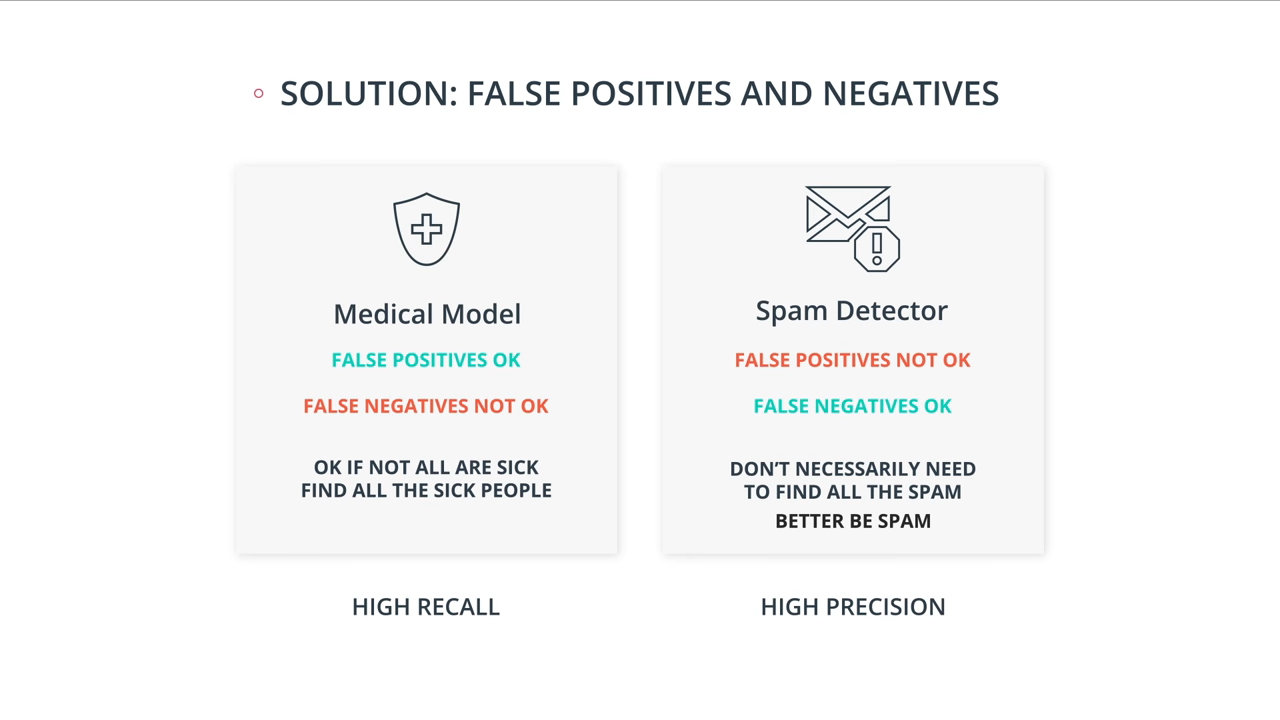 SOLUTION: FALSE POSITIVES AND NEGATIVES
Medical Model
FALSE POSITIVES OK
FALSE NEGATIVES NOT OK
OK IF NOT ALL ARE SICK
FIND ALL THE SICK PEOPLE
HIGH RECALL
Spam Detector
FALSE POSITIVES NOT OK
FALSE NEGATIVES OK
DON’T NECESSARILY NEED
TO FIND ALL THE SPAM
BETTER BE SPAM
HIGH PRECISION